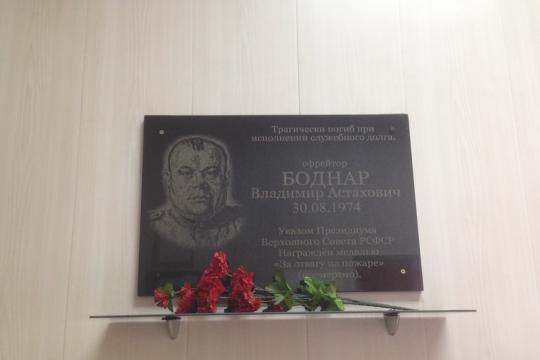 Трагически погиб при
исполнении служебного долга.
ефрейтор
БОДНАР
Владимир Астахович
30.08.1974
Указом Президиума
Верховного Совета РСФСР
Награждён медалью
«За отвагу на пожаре»
(посмертно).